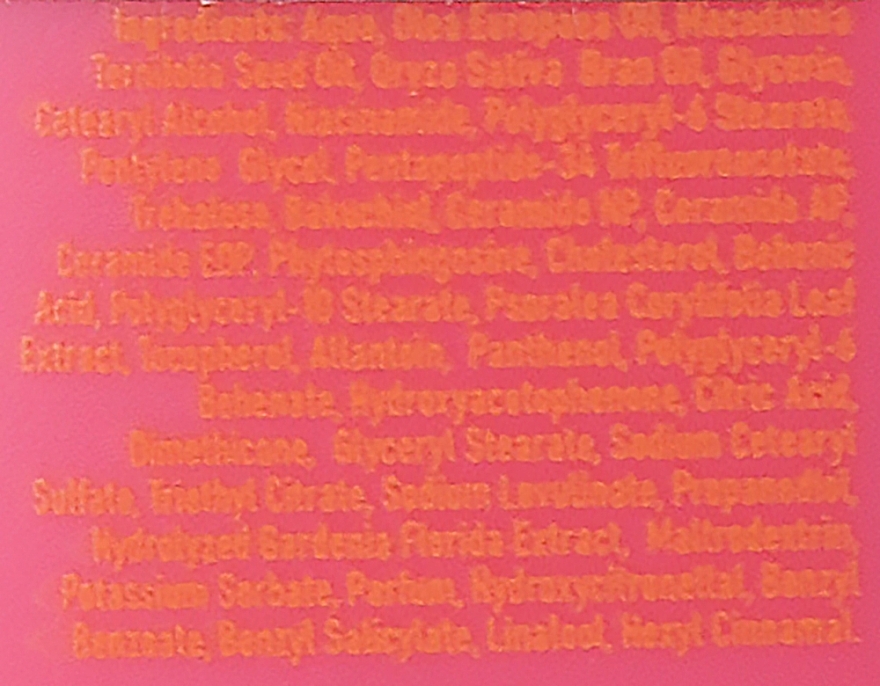 Ingredients: Aqua, Olea Europaea Oil, Macadamia
Ternifolia Seed Oil, Oryza Sativa Bran Oil, Glycerin,
Cetearyl Alcohol, Niacinamide, Polyglyceryl-6 Stearate,
Pentylene Glycol, Pentapeptide-34 Trifluoroacetate,
Trehalose, Bakuchiol, Ceramide NP, Ceramide AP,
Ceramide EOP, Phytosphingosine, Cholesterol, Behenic
Acid, Polyglyceryl-10 Stearate, Psoralea Corylifolia Leaf
Extract, Tocopherol, Allantoin, Panthenol, Polyglyceryl-6
Behenate, Hydroxyacetophenone, Citric Acid,
Dimethicone, Glyceryl Stearate, Sodium Cetearyl
Sulfate, Triethyl Citrate, Sodium Levulinate, Propanediol,
Hydrolyzed Gardenia Florida Extract, Maltrodextrin,
Potassium Sorbate, Parfum, Hydroxycitronellal, Benzyl
Benzoate, Benzyl Salicylate, Linalool, Hexyl Cinnamal.